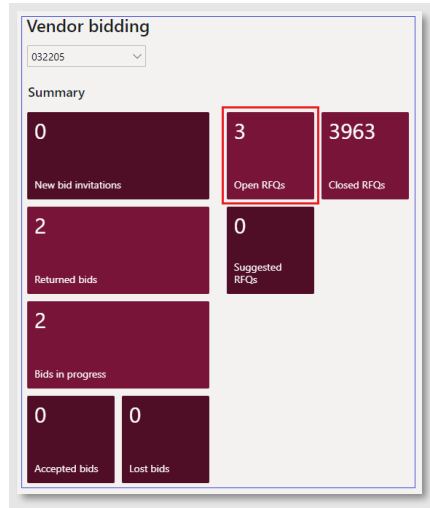 Vendor bidding
032205
Summary
0
New bid invitations
3
Open RFQs
3963
Closed RFQs
2
Returned bids
0
Suggested
RFQs
2
Bids in progress
0
Accepted bids
0
Lost bids